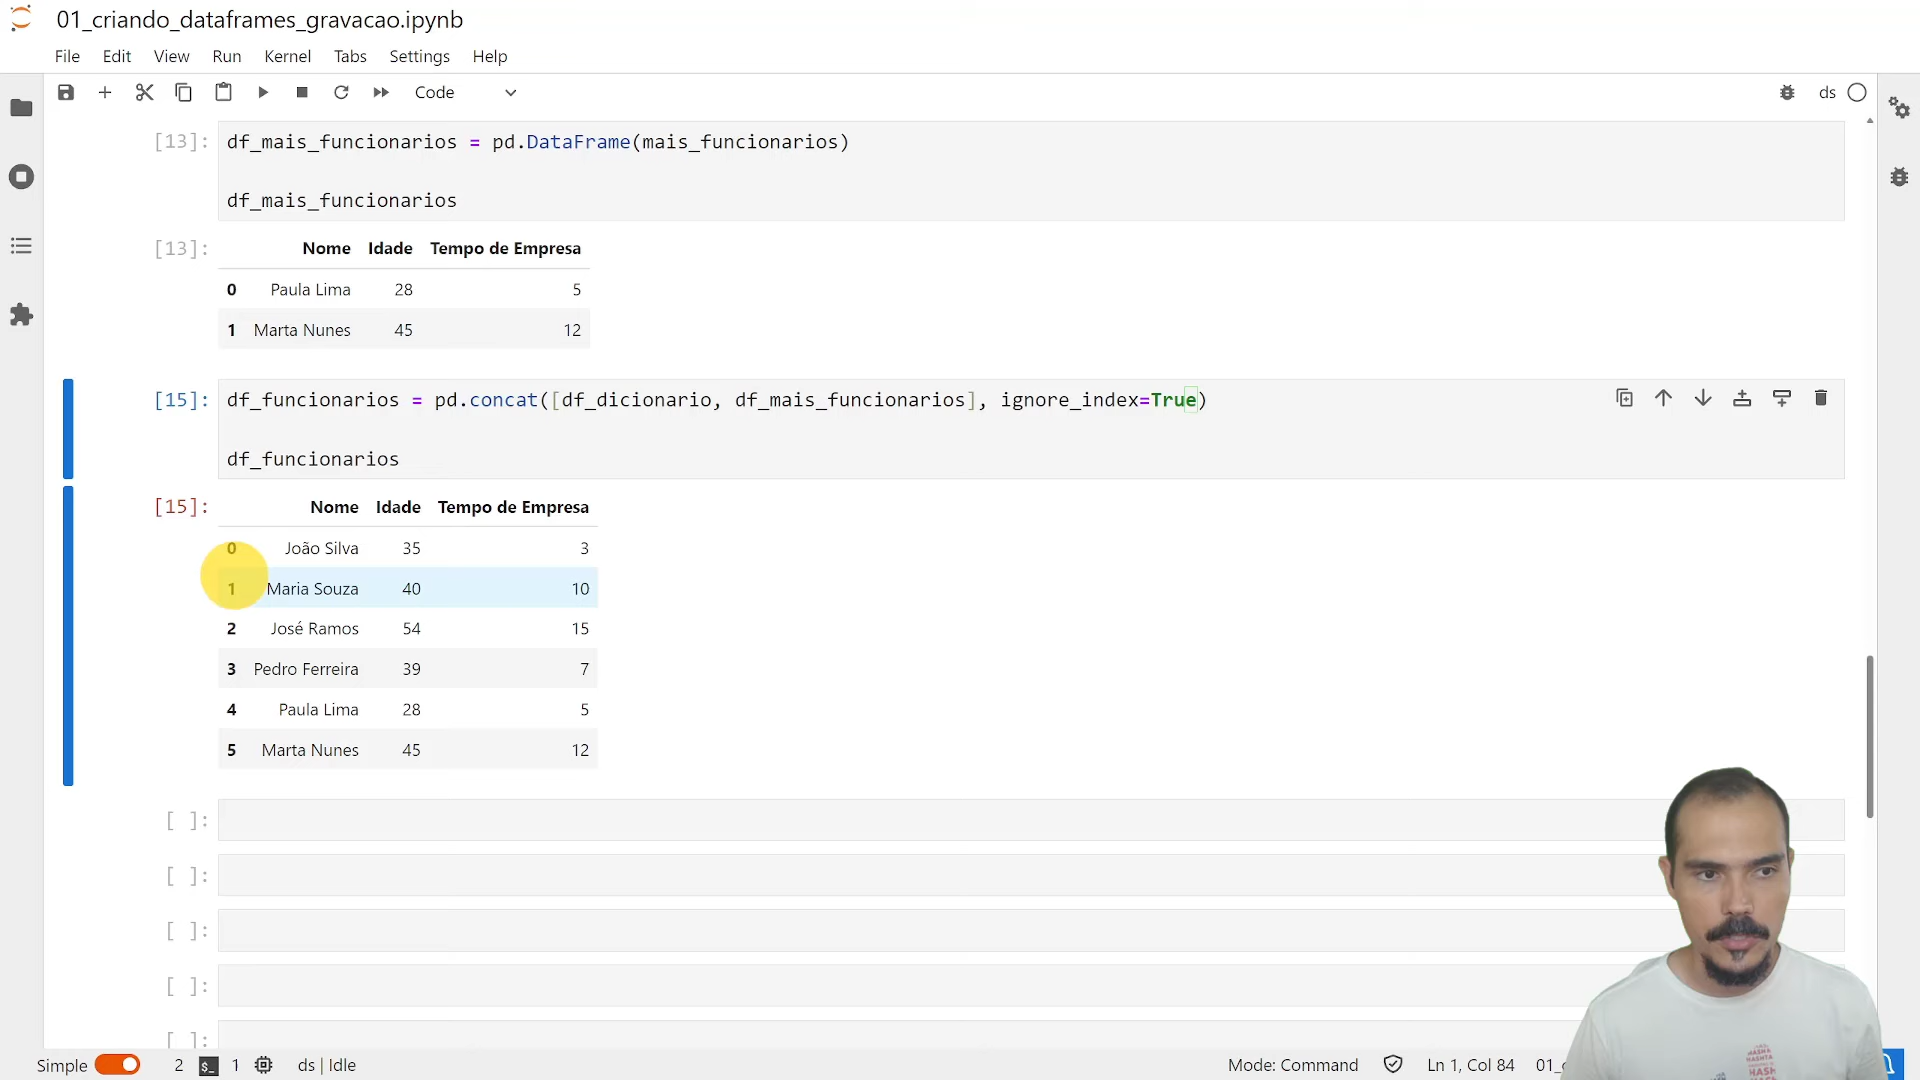 01_criando_dataframes_gravacao.ipynb
File Edit View Run Kernel Tabs Settings Help
Code ds
[13]: df_mais_funcionarios = pd.DataFrame(mais_funcionarios)
df_mais_funcionarios
[13]: Nome Idade Tempo de Empresa
0 Paula Lima 28 5
1 Marta Nunes 45 12
[15]: df_funcionarios = pd.concat([df_dicionario, df_mais_funcionarios], ignore_index=True)
df_funcionarios
[15]: Nome Idade Tempo de Empresa
0 João Silva 35 3
1 Maria Souza 40 10
2 José Ramos 54 15
3 Pedro Ferreira 39 7
4 Paula Lima 28 5
5 Marta Nunes 45 12
[ ]:
[ ]:
[ ]:
[ ]:
[ ]:
Simple 2 $_ 1 ds | Idle Mode: Command Ln 1, Col 84